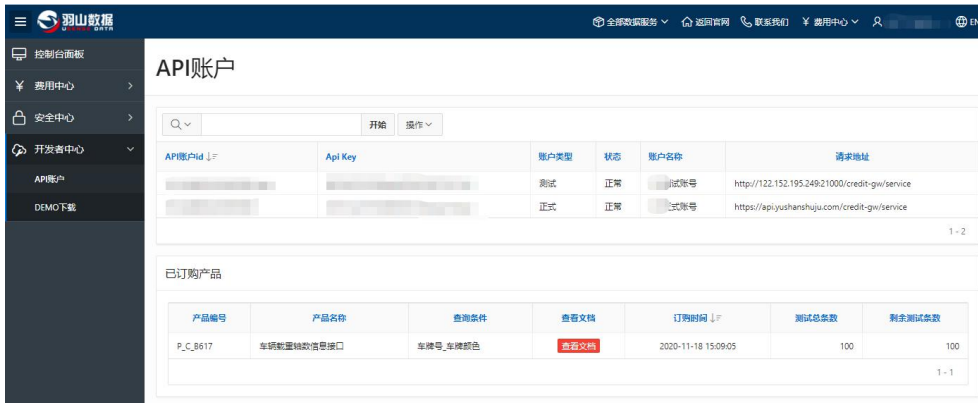 羽山数据
YUSHAN DATA
全部数据服务 返回官网 联系我们 ¥ 费用中心 EN
控制台面板
¥ 费用中心
安全中心
开发者中心
API账户
DEMO下载
API账户
开始 操作
API账户id Api Key 账户类型 状态 账户名称 请求地址
测试 正常 试账号 http://122.152.195.249:21000/credit-gw/service
正式 正常 式账号 https://api.yushanshuju.com/credit-gw/service
1 - 2
已订购产品
产品编号 产品名称 查询条件 查看文档 订购时间 测试总条数 剩余测试条数
P_C_B617 车辆载重轴数信息接口 车牌号_车牌颜色 查看文档 2020-11-18 15:09:05 100 100
1 - 1